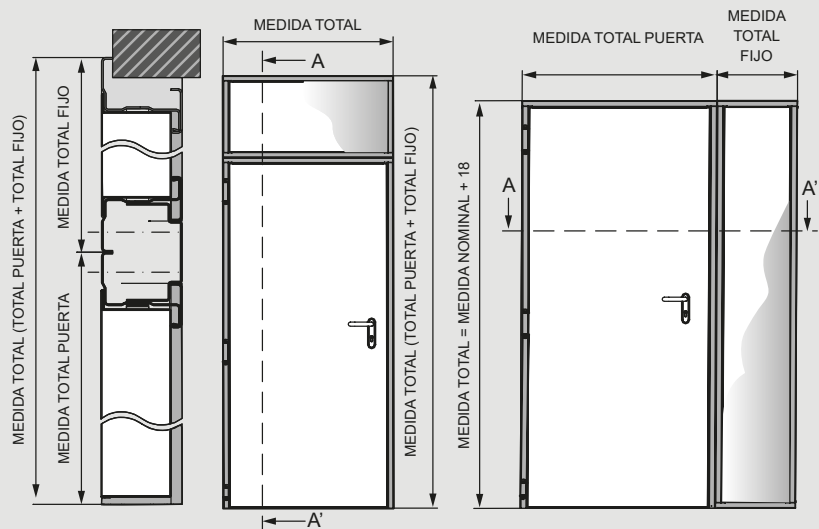 MEDIDA TOTAL (TOTAL PUERTA + TOTAL FIJO)
MEDIDA TOTAL FIJO
MEDIDA TOTAL PUERTA
MEDIDA TOTAL
A
A'
MEDIDA TOTAL (TOTAL PUERTA + TOTAL FIJO)
MEDIDA TOTAL PUERTA
MEDIDA
TOTAL
FIJO
MEDIDA TOTAL = MEDIDA NOMINAL + 18
A
A'